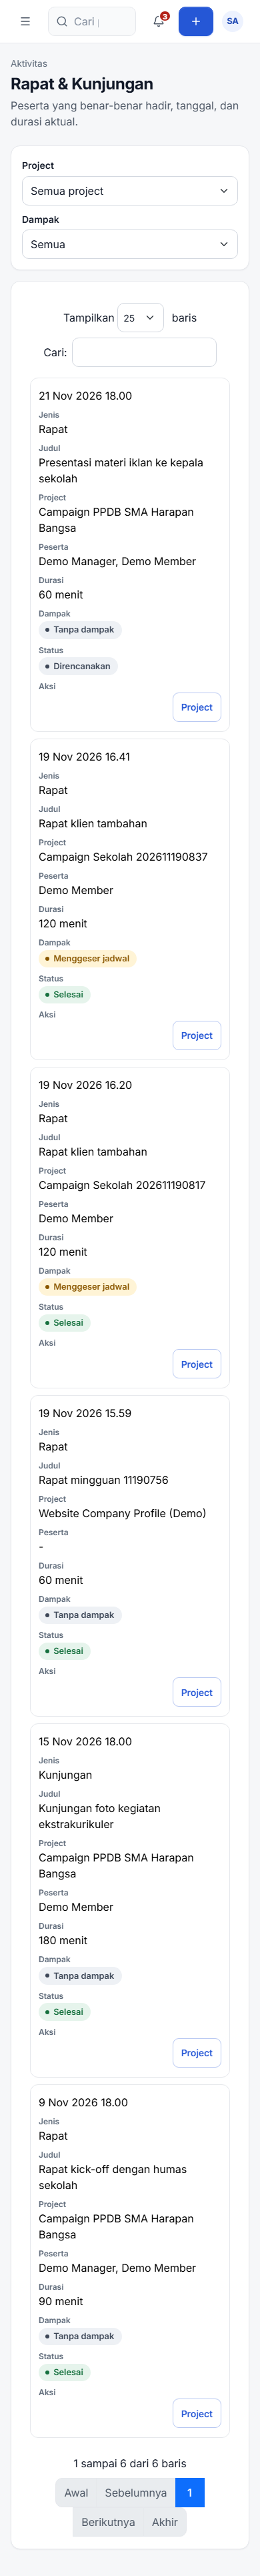 Cari
3
SA
Aktivitas
Rapat & Kunjungan
Peserta yang benar-benar hadir, tanggal, dan
durasi aktual.
Project
Semua project
Dampak
Semua
Tampilkan 25 baris
Cari:
21 Nov 2026 18.00
Jenis
Rapat
Judul
Presentasi materi iklan ke kepala
sekolah
Project
Campaign PPDB SMA Harapan
Bangsa
Peserta
Demo Manager, Demo Member
Durasi
60 menit
Dampak
Tanpa dampak
Status
Direncanakan
Aksi
Project
19 Nov 2026 16.41
Jenis
Rapat
Judul
Rapat klien tambahan
Project
Campaign Sekolah 202611190837
Peserta
Demo Member
Durasi
120 menit
Dampak
Menggeser jadwal
Status
Selesai
Aksi
Project
19 Nov 2026 16.20
Jenis
Rapat
Judul
Rapat klien tambahan
Project
Campaign Sekolah 202611190817
Peserta
Demo Member
Durasi
120 menit
Dampak
Menggeser jadwal
Status
Selesai
Aksi
Project
19 Nov 2026 15.59
Jenis
Rapat
Judul
Rapat mingguan 11190756
Project
Website Company Profile (Demo)
Peserta
-
Durasi
60 menit
Dampak
Tanpa dampak
Status
Selesai
Aksi
Project
15 Nov 2026 18.00
Jenis
Kunjungan
Judul
Kunjungan foto kegiatan
ekstrakurikuler
Project
Campaign PPDB SMA Harapan
Bangsa
Peserta
Demo Member
Durasi
180 menit
Dampak
Tanpa dampak
Status
Selesai
Aksi
Project
9 Nov 2026 18.00
Jenis
Rapat
Judul
Rapat kick-off dengan humas
sekolah
Project
Campaign PPDB SMA Harapan
Bangsa
Peserta
Demo Manager, Demo Member
Durasi
90 menit
Dampak
Tanpa dampak
Status
Selesai
Aksi
Project
1 sampai 6 dari 6 baris
Awal Sebelumnya 1
Berikutnya Akhir